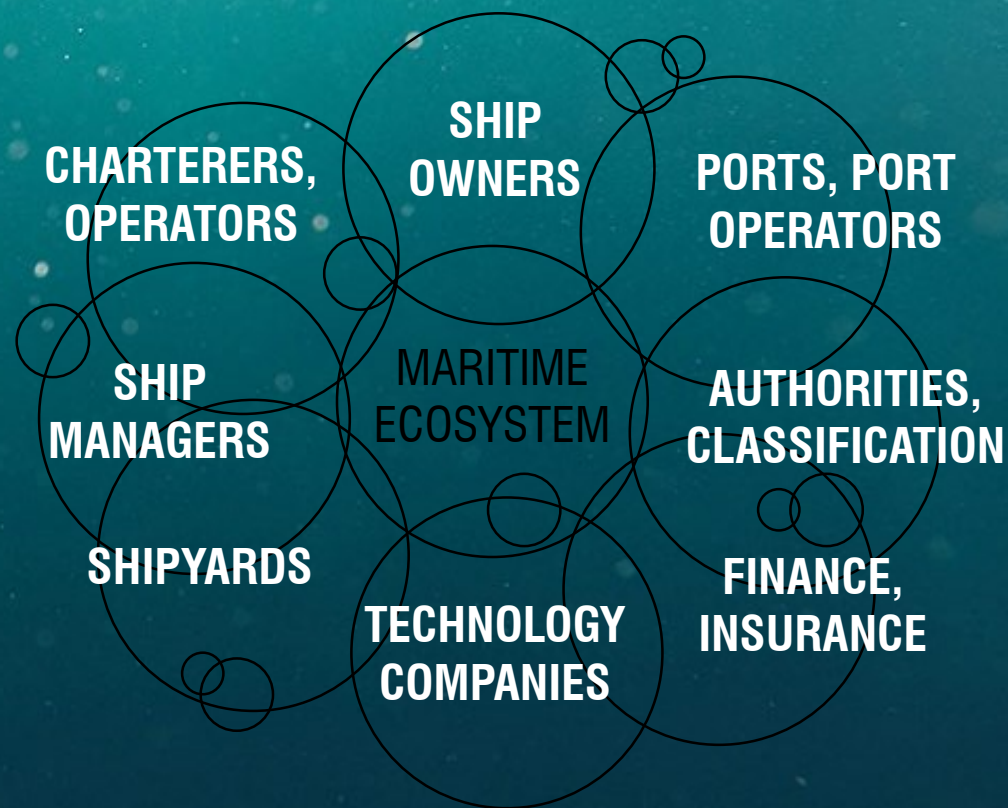 SHIP
OWNERS
CHARTERERS,
OPERATORS
PORTS, PORT
OPERATORS
MARITIME
ECOSYSTEM
SHIP
MANAGERS
AUTHORITIES,
CLASSIFICATION
SHIPYARDS
TECHNOLOGY
COMPANIES
FINANCE,
INSURANCE